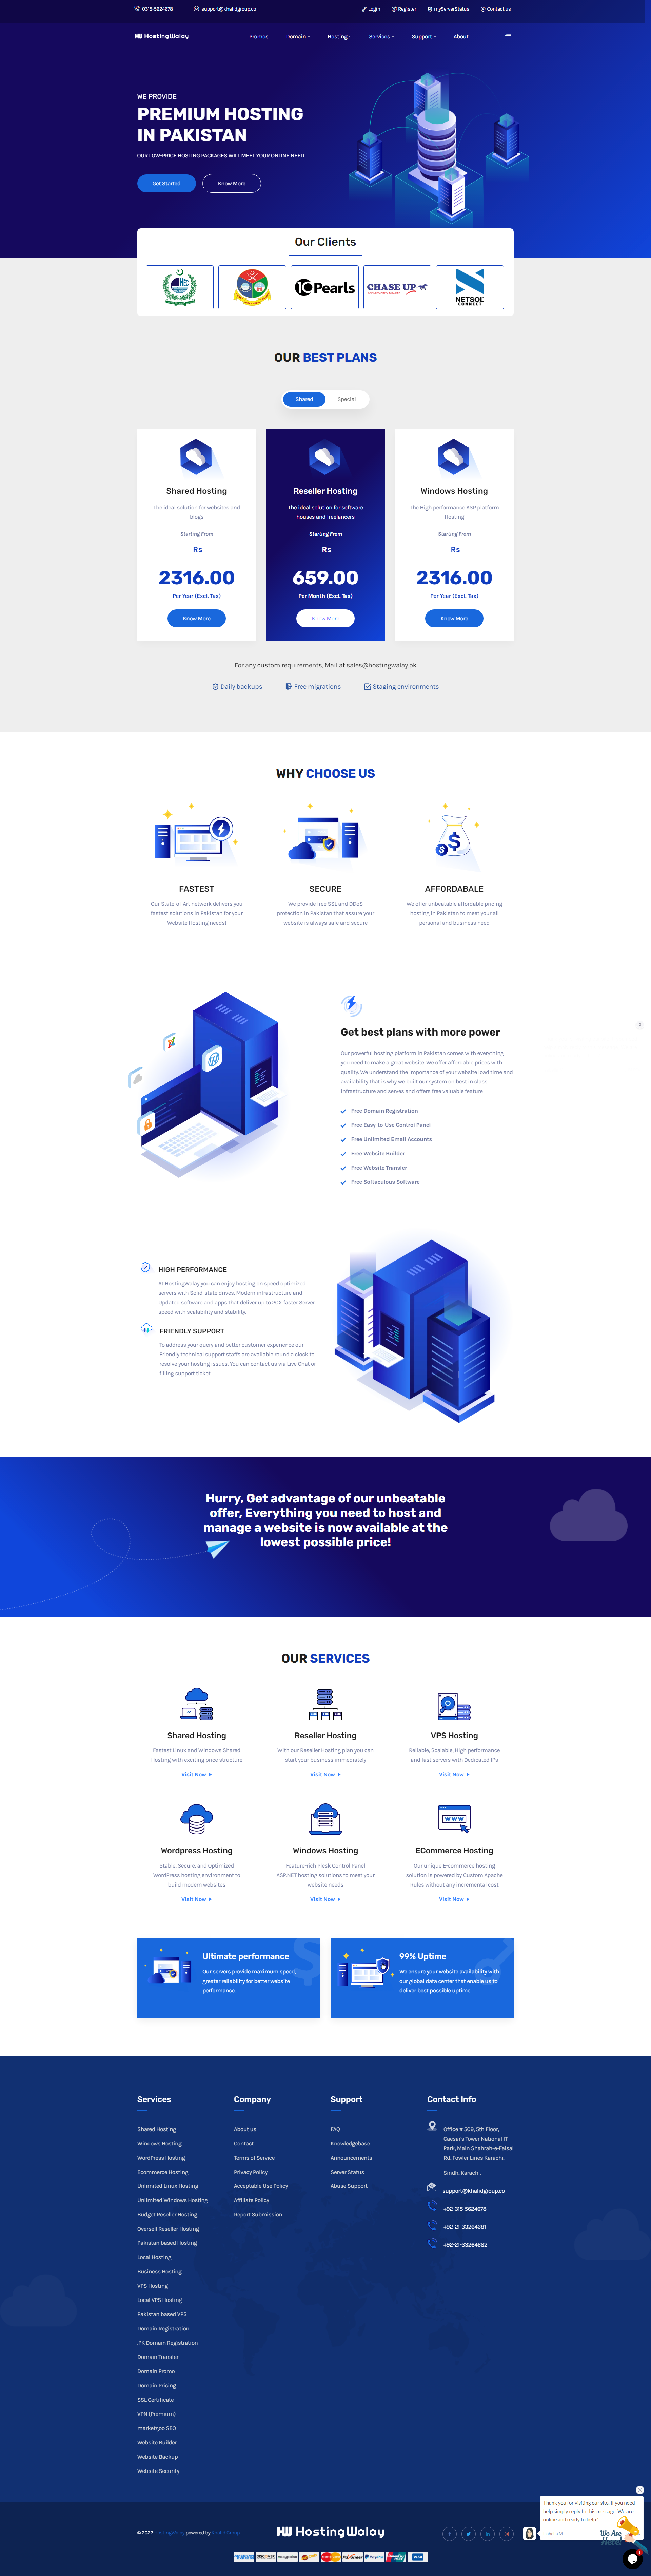 0315-5624678
support@khalidgroup.co
Login
Register
myServerStatus
Contact us
HostingWalay
Promos
Domain
Hosting
Services
Support
About
WE PROVIDE
PREMIUM HOSTING
IN PAKISTAN
OUR LOW-PRICE HOSTING PACKAGES WILL MEET YOUR ONLINE NEED
Get Started
Know More
Our Clients
HEC
10Pearls
CHASE UP
NETSOL
CONNECT
OUR BEST PLANS
Shared
Special
Shared Hosting
The ideal solution for websites and
blogs
Starting From
Rs
2316.00
Per Year (Excl. Tax)
Know More
Reseller Hosting
The ideal solution for software
houses and freelancers
Starting From
Rs
659.00
Per Month (Excl. Tax)
Know More
Windows Hosting
The High performance ASP platform
Hosting
Starting From
Rs
2316.00
Per Year (Excl. Tax)
Know More
For any custom requirements, Mail at sales@hostingwalay.pk
Daily backups
Free migrations
Staging environments
WHY CHOOSE US
FASTEST
Our State-of-Art network delivers you
fastest solutions in Pakistan for your
Website Hosting needs!
SECURE
We provide free SSL and DDoS
protection in Pakistan that assure your
website is always safe and secure
AFFORDABALE
We offer unbeatable affordable pricing
hosting in Pakistan to meet your all
personal and business need
Get best plans with more power
Our powerful hosting platform in Pakistan comes with everything
you need to make a great website. We offer affordable prices with
quality. We understand the importance of your website load time and
availability that is why we built our system on best in class
infrastructure and serves and offers free valuable feature
Free Domain Registration
Free Easy-to-Use Control Panel
Free Unlimited Email Accounts
Free Website Builder
Free Website Transfer
Free Softaculous Software
HIGH PERFORMANCE
At HostingWalay you can enjoy hosting on speed optimized
servers with Solid-state drives, Modern infrastructure and
Updated software and apps that deliver up to 20X faster Server
speed with scalability and stability.
FRIENDLY SUPPORT
To address your query and better customer experience our
Friendly technical support staffs are available round a clock to
resolve your hosting issues, You can contact us via Live Chat or
filling support ticket.
Hurry, Get advantage of our unbeatable
offer, Everything you need to host and
manage a website is now available at the
lowest possible price!
OUR SERVICES
Shared Hosting
Fastest Linux and Windows Shared
Hosting with exciting price structure
Visit Now
Reseller Hosting
With our Reseller Hosting plan you can
start your business immediately
Visit Now
VPS Hosting
Reliable, Scalable, High performance
and fast servers with Dedicated IPs
Visit Now
Wordpress Hosting
Stable, Secure, and Optimized
WordPress hosting environment to
build modern websites
Visit Now
Windows Hosting
Feature-rich Plesk Control Panel
ASP.NET hosting solutions to meet your
website needs
Visit Now
WWW
ECommerce Hosting
Our unique E-commerce hosting
solution is powered by Custom Apache
Rules without any incremental cost
Visit Now
Ultimate performance
Our servers provide maximum speed,
greater reliability for better website
performance.
99% Uptime
We ensure your website availability with
our global data center that enable us to
deliver best possible uptime .
Services
Shared Hosting
Windows Hosting
WordPress Hosting
Ecommerce Hosting
Unlimited Linux Hosting
Unlimited Windows Hosting
Budget Reseller Hosting
Oversell Reseller Hosting
Pakistan based Hosting
Local Hosting
Business Hosting
VPS Hosting
Local VPS Hosting
Pakistan based VPS
Domain Registration
.PK Domain Registration
Domain Transfer
Domain Promo
Domain Pricing
SSL Certificate
VPN (Premium)
marketgoo SEO
Website Builder
Website Backup
Website Security
Company
About us
Contact
Terms of Service
Privacy Policy
Acceptable Use Policy
Affiliate Policy
Report Submission
Support
FAQ
Knowledgebase
Announcements
Server Status
Abuse Support
Contact Info
Office # 509, 5th Floor,
Caesar's Tower National IT
Park, Main Shahrah-e-Faisal
Rd, Fowler Lines Karachi.
Sindh, Karachi.
support@khalidgroup.co
+92-315-5624678
+92-21-33264681
+92-21-33264682
Thank you for visiting our site. If you need
help simply reply to this message. We are
online and ready to help?
We Are
Here!
© 2022 HostingWalay powered by Khalid Group
HostingWalay
AMERICAN EXPRESS
DISCOVER
MasterCard
Payoneer
PayPal
VISA
1